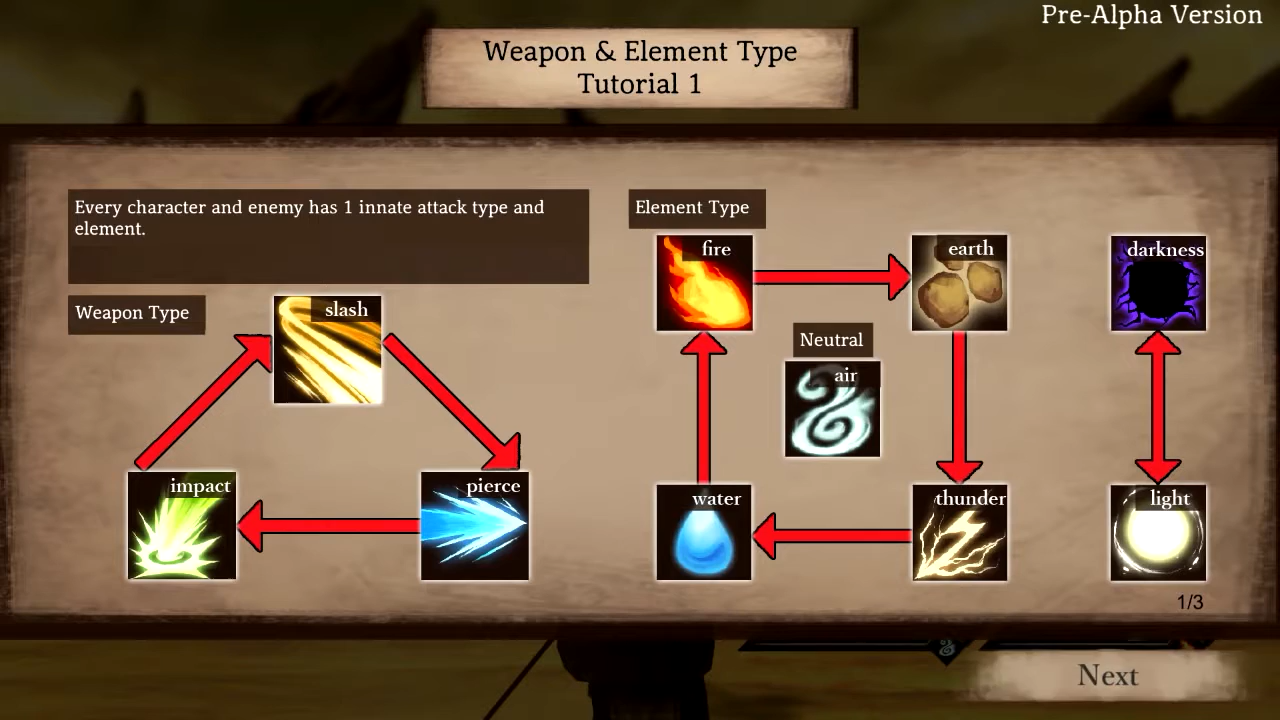 Pre-Alpha Version
Weapon & Element Type
Tutorial 1
Every character and enemy has 1 innate attack type and
element.
Weapon Type
slash
impact
pierce
Element Type
fire
earth
darkness
Neutral
air
water
thunder
light
1/3
Next